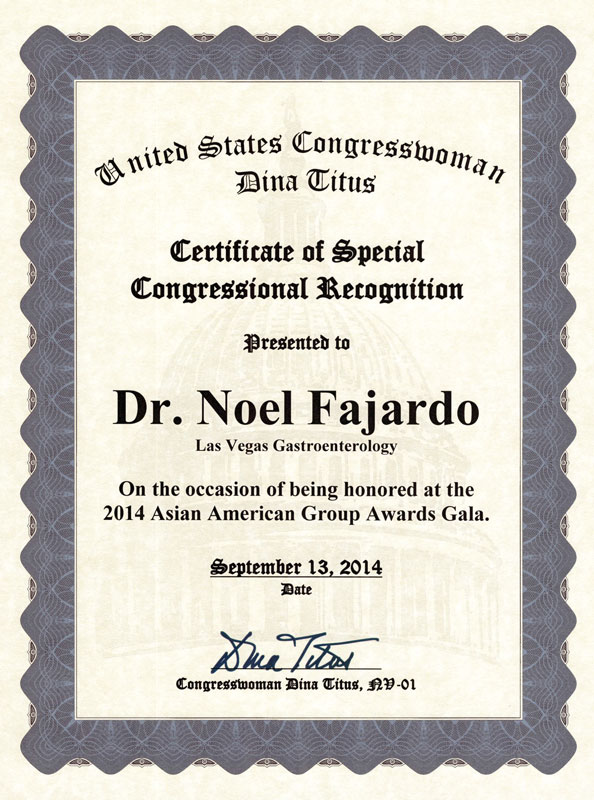 United States Congresswoman
Dina Titus
Certificate of Special
Congressional Recognition
Presented to
Dr. Noel Fajardo
Las Vegas Gastroenterology
On the occasion of being honored at the
2014 Asian American Group Awards Gala.
September 13, 2014
Date
Dina Titus
Congresswoman Dina Titus, NV-01